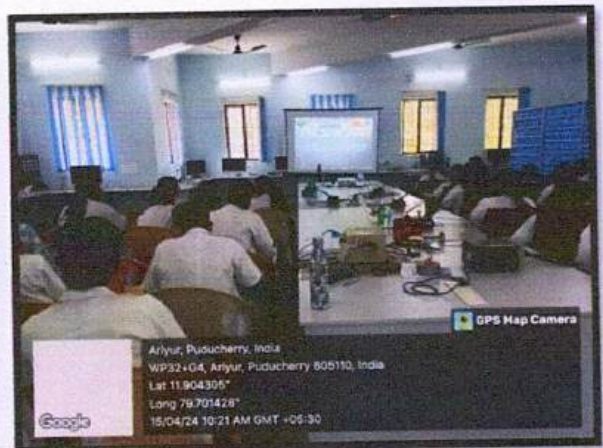 GPS Map Camera
Ariyur, Puducherry, India
WP32+G4, Ariyur, Puducherry 605110, India
Lat 11.904305°
Long 79.701428°
15/04/24 10:21 AM GMT +05:30
Google